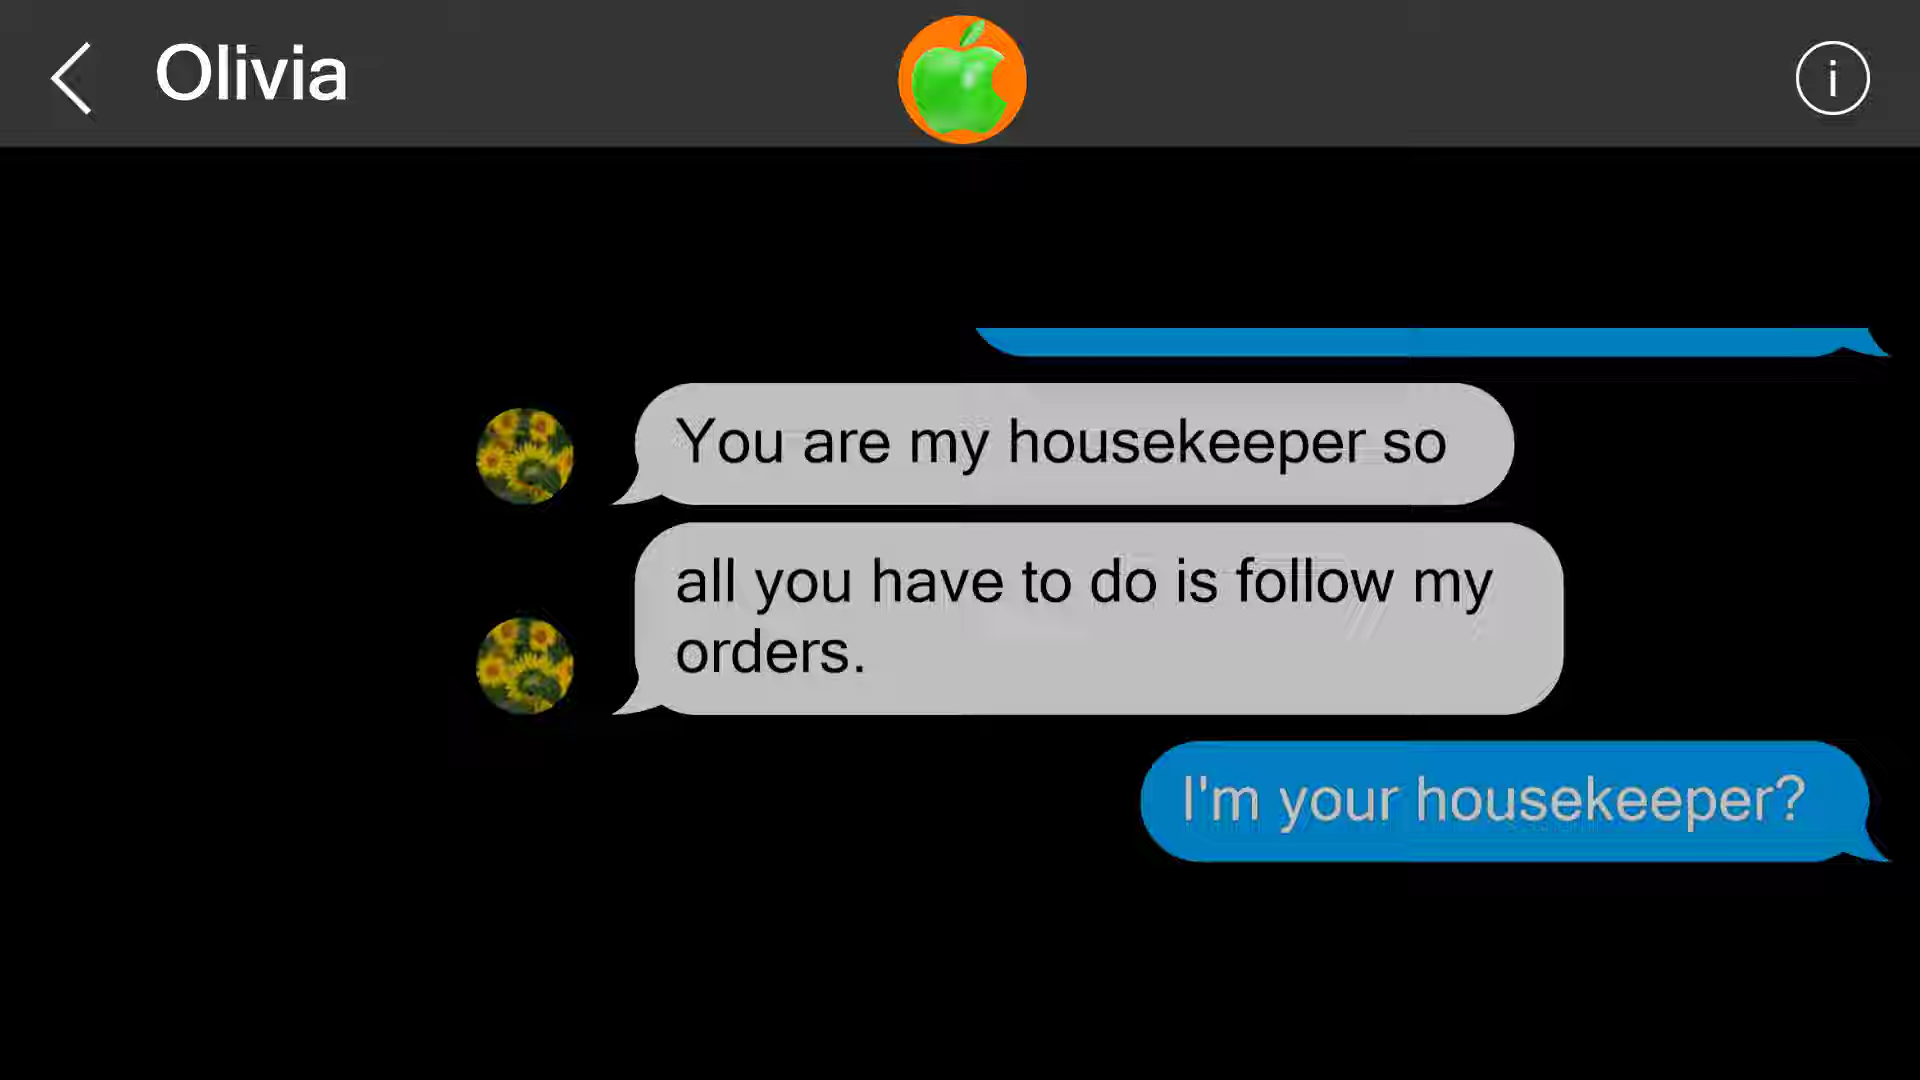 Olivia
i
You are my housekeeper so
all you have to do is follow my
orders.
I'm your housekeeper?